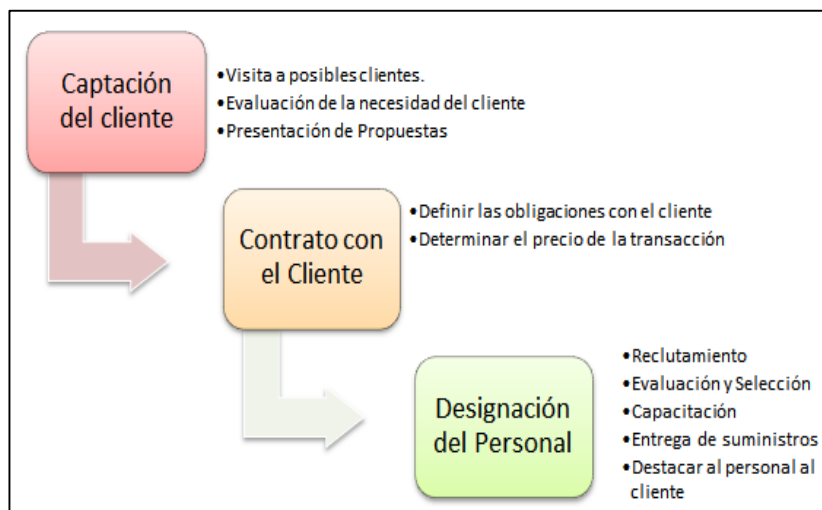 Captación
del cliente
•Visita a posibles clientes.
•Evaluación de la necesidad del cliente
•Presentación de Propuestas
Contrato con
el Cliente
•Definir las obligaciones con el cliente
•Determinar el precio de la transacción
Designación
del Personal
•Reclutamiento
•Evaluación y Selección
•Capacitación
•Entrega de suministros
•Destacar al personal al
cliente